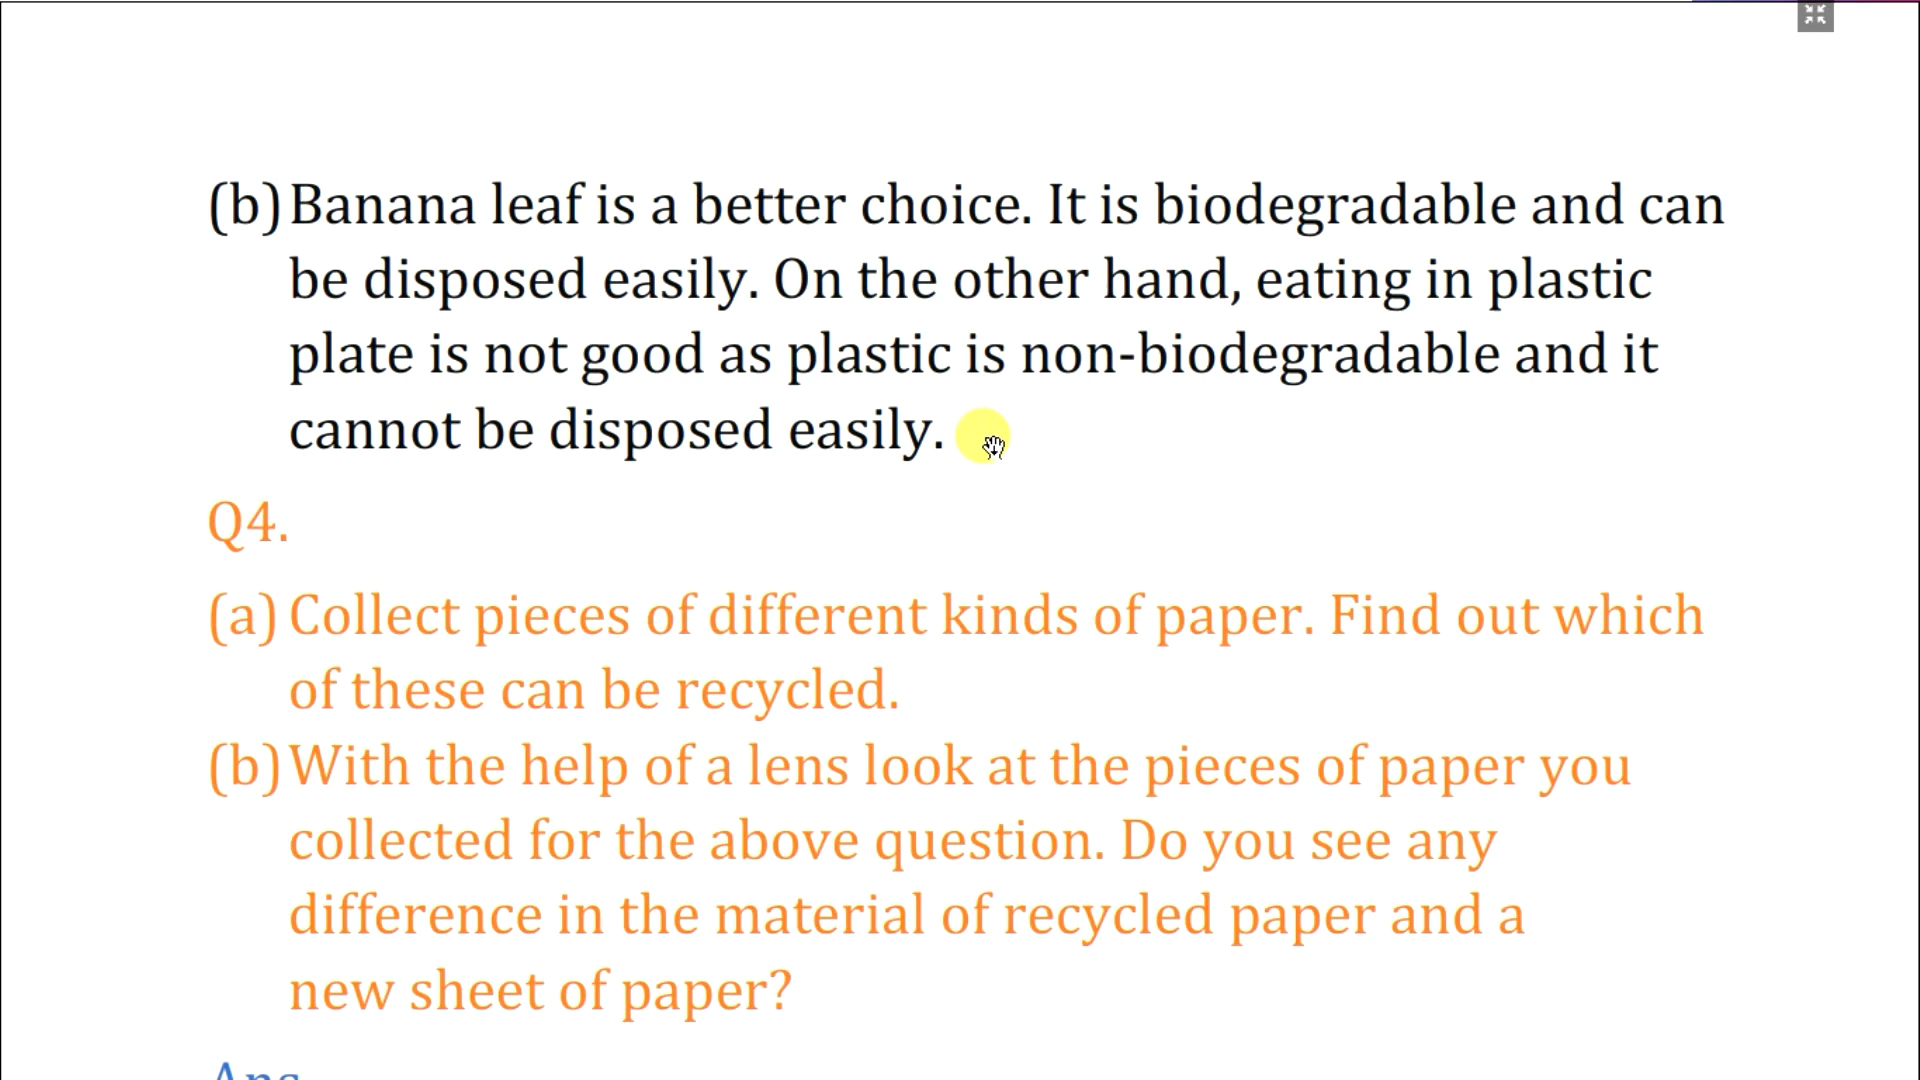 (b) Banana leaf is a better choice. It is biodegradable and can
be disposed easily. On the other hand, eating in plastic
plate is not good as plastic is non-biodegradable and it
cannot be disposed easily.
Q4.
(a) Collect pieces of different kinds of paper. Find out which
of these can be recycled.
(b) With the help of a lens look at the pieces of paper you
collected for the above question. Do you see any
difference in the material of recycled paper and a
new sheet of paper?
Ans